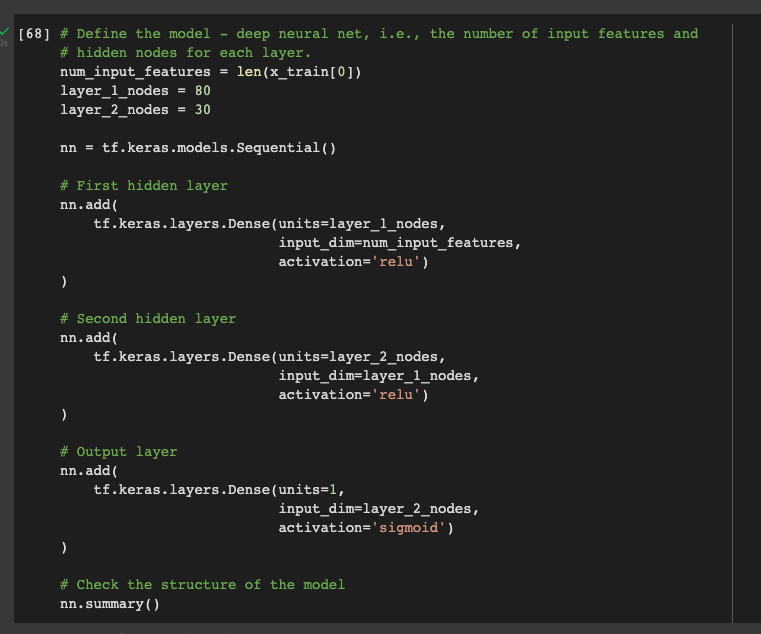 [68] # Define the model - deep neural net, i.e., the number of input features and
# hidden nodes for each layer.
num_input_features = len(x_train[0])
layer_1_nodes = 80
layer_2_nodes = 30

nn = tf.keras.models.Sequential()

# First hidden layer
nn.add(
    tf.keras.layers.Dense(units=layer_1_nodes,
                          input_dim=num_input_features,
                          activation='relu')
)

# Second hidden layer
nn.add(
    tf.keras.layers.Dense(units=layer_2_nodes,
                          input_dim=layer_1_nodes,
                          activation='relu')
)

# Output layer
nn.add(
    tf.keras.layers.Dense(units=1,
                          input_dim=layer_2_nodes,
                          activation='sigmoid')
)

# Check the structure of the model
nn.summary()